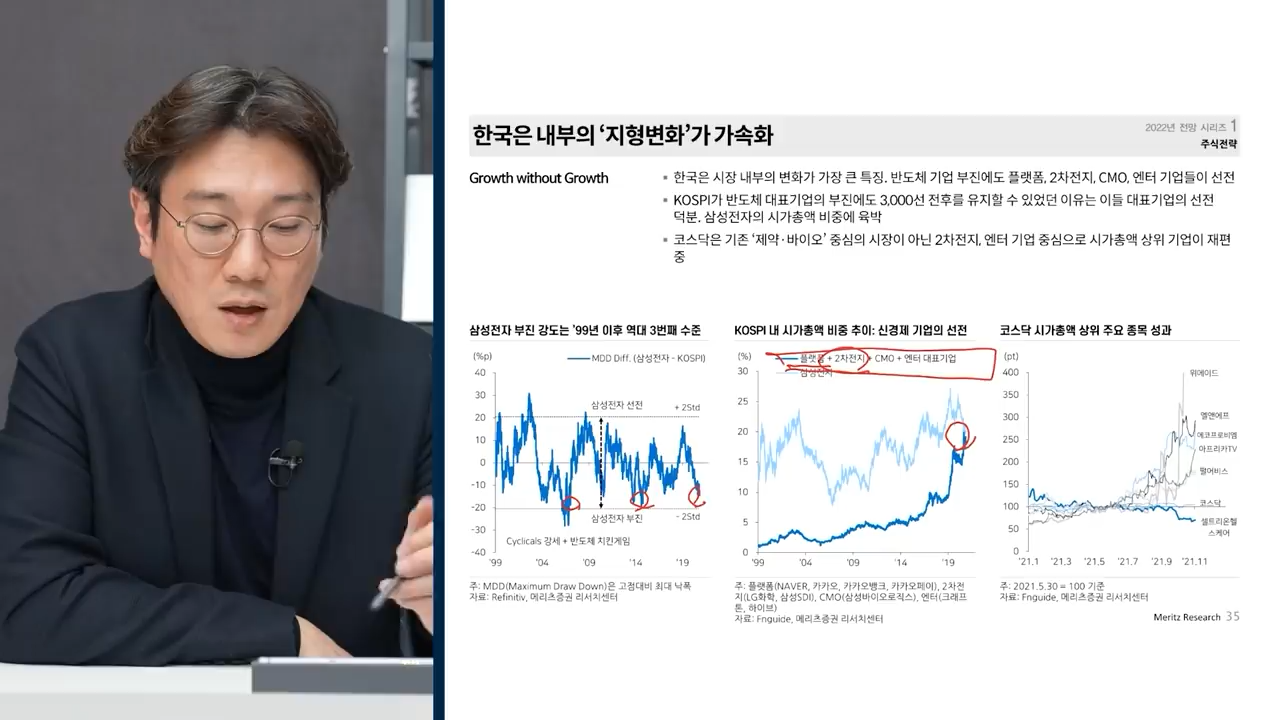 한국은 내부의 ‘지형변화’가 가속화
2022년 전망 시리즈 1
주식전략
Growth without Growth
▪ 한국은 시장 내부의 변화가 가장 큰 특징. 반도체 기업 부진에도 플랫폼, 2차전지, CMO, 엔터 기업들이 선전
▪ KOSPI가 반도체 대표기업의 부진에도 3,000선 전후를 유지할 수 있었던 이유는 이들 대표기업의 선전
덕분. 삼성전자의 시가총액 비중에 육박
▪ 코스닥은 기존 ‘제약·바이오’ 중심의 시장이 아닌 2차전지, 엔터 기업 중심으로 시가총액 상위 기업이 재편
중
삼성전자 부진 강도는 ’99년 이후 역대 3번째 수준
(%p)
MDD Diff. (삼성전자 - KOSPI)
40
30
20
10
0
-10
-20
-30
-40
삼성전자 선전
+ 2Std
삼성전자 부진
- 2Std
Cyclicals 강세 + 반도체 치킨게임
'99 '04 '09 '14 '19
주: MDD(Maximum Draw Down)은 고점대비 최대 낙폭
자료: Refinitiv, 메리츠증권 리서치센터
KOSPI 내 시가총액 비중 추이: 신경제 기업의 선전
(%)
플랫폼 + 2차전지 + CMO + 엔터 대표기업
삼성전자
30
25
20
15
10
5
0
'99 '04 '09 '14 '19
주: 플랫폼(NAVER, 카카오, 카카오뱅크, 카카오페이), 2차전
지(LG화학, 삼성SDI), CMO(삼성바이오로직스), 엔터(크래프
톤, 하이브)
자료: Fnguide, 메리츠증권 리서치센터
코스닥 시가총액 상위 주요 종목 성과
(pt)
400
350
300
250
200
150
100
50
0
위메이드
엘앤에프
에코프로비엠
아프리카TV
펄어비스
코스닥
셀트리온헬
스케어
'21.1 '21.3 '21.5 '21.7 '21.9 '21.11
주: 2021.5.30 = 100 기준
자료: Fnguide, 메리츠증권 리서치센터
Meritz Research 35